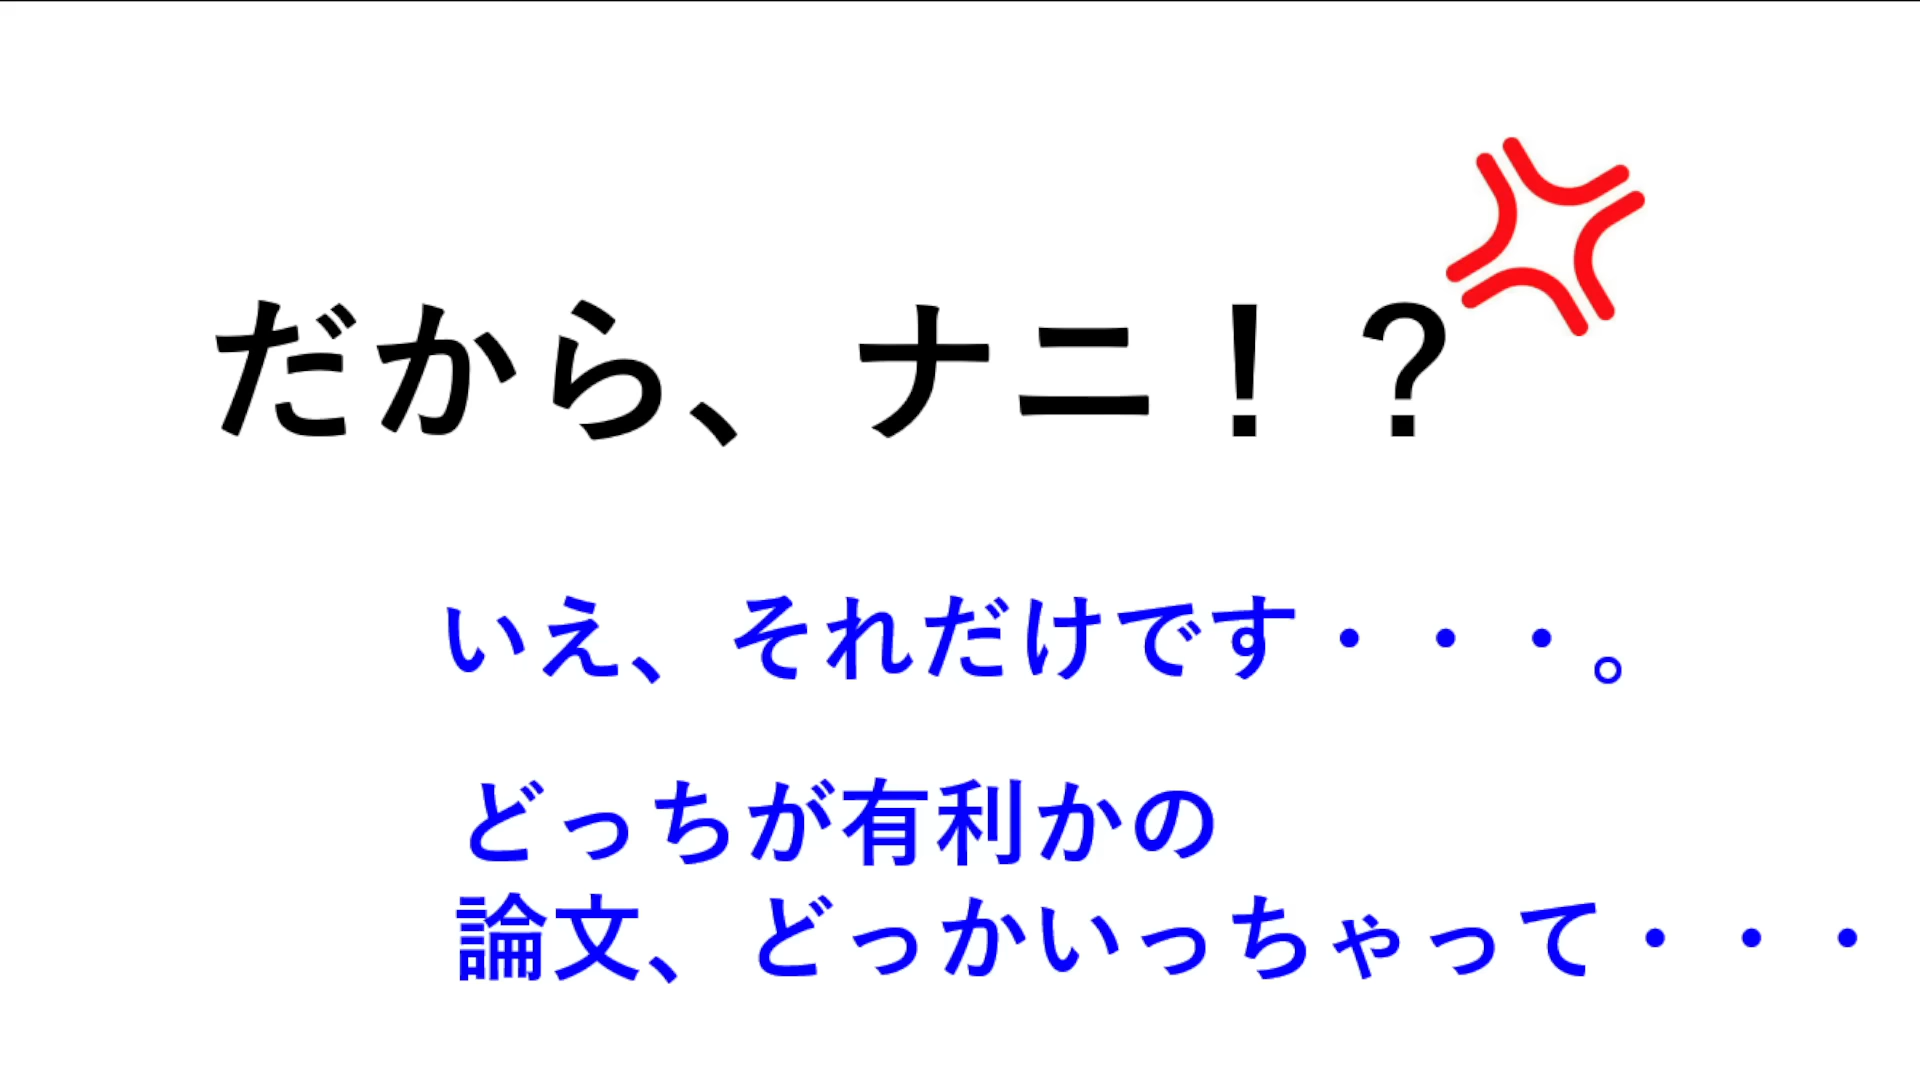 だから、ナニ！？
いえ、それだけです・・・。
どっちが有利かの
論文、どっかいっちゃって・・・